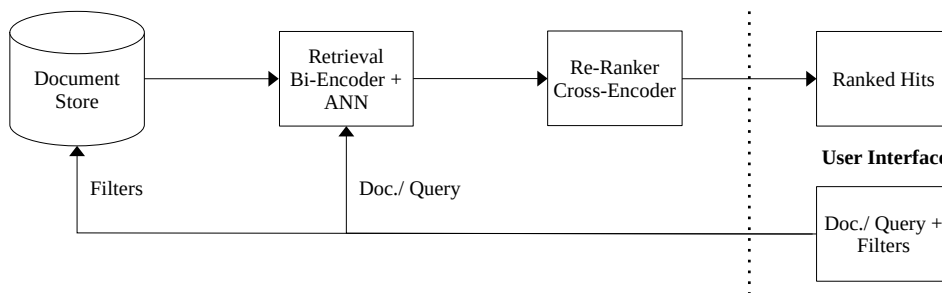 Document
Store
Retrieval
Bi-Encoder +
ANN
Re-Ranker
Cross-Encoder
Ranked Hits
User Interface
Filters
Doc./ Query
Doc./ Query +
Filters